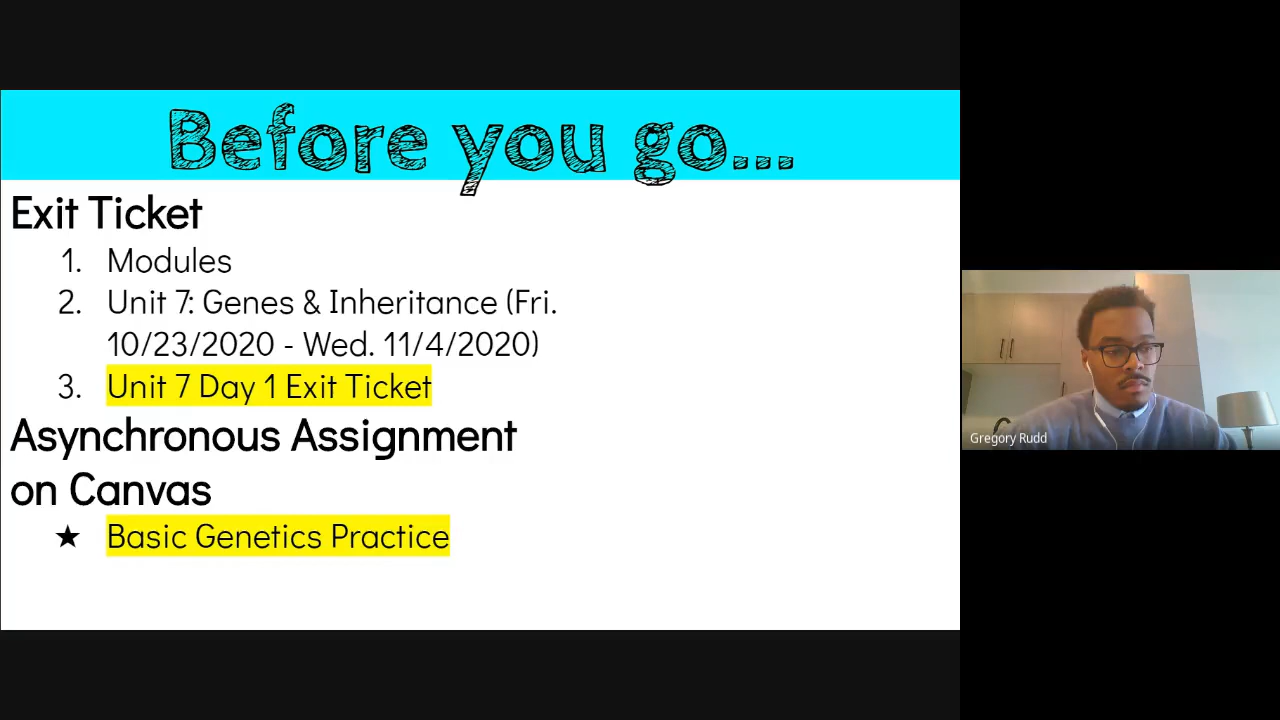 Before you go...
Exit Ticket
1. Modules
2. Unit 7: Genes & Inheritance (Fri.
10/23/2020 - Wed. 11/4/2020)
3. Unit 7 Day 1 Exit Ticket
Asynchronous Assignment
on Canvas
★ Basic Genetics Practice
Gregory Rudd